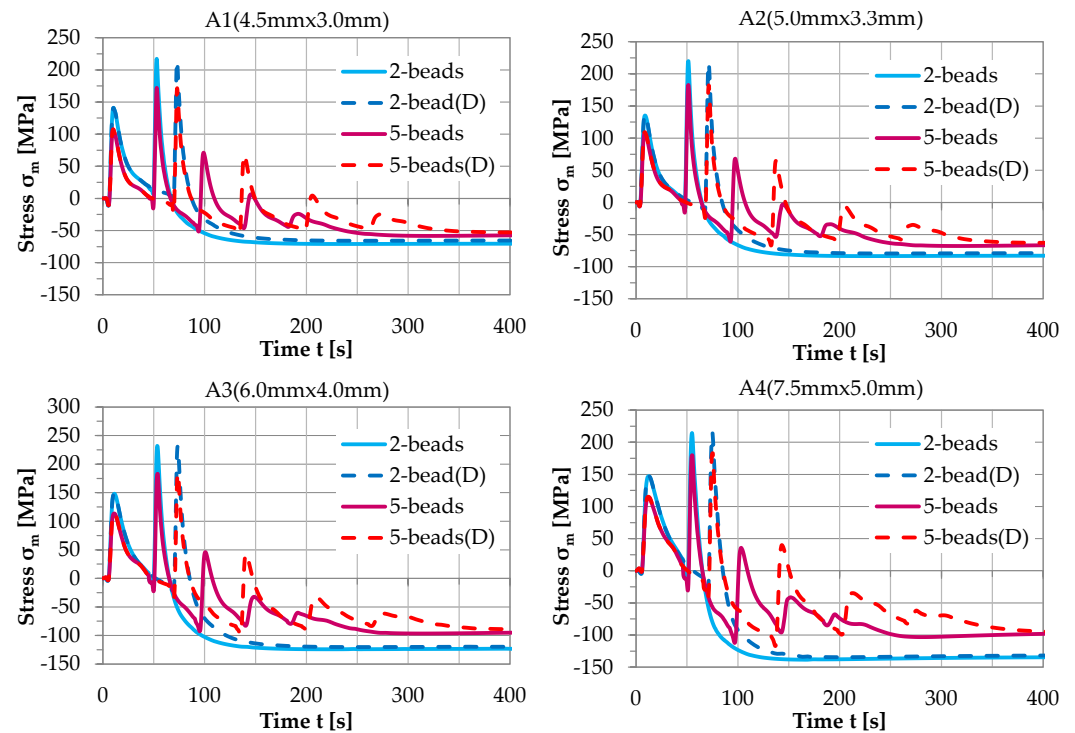 A1(4.5mmx3.0mm)
250
200
150
100
50
0
-50
-100
-150
Stress σm [MPa]
2-beads
2-bead(D)
5-beads
5-beads(D)
0 100 200 300 400
Time t [s]
A2(5.0mmx3.3mm)
250
200
150
100
50
0
-50
-100
-150
Stress σm [MPa]
2-beads
2-bead(D)
5-beads
5-beads(D)
0 100 200 300 400
Time t [s]
A3(6.0mmx4.0mm)
300
250
200
150
100
50
0
-50
-100
-150
Stress σm [MPa]
2-beads
2-bead(D)
5-beads
5-beads(D)
0 100 200 300 400
Time t [s]
A4(7.5mmx5.0mm)
250
200
150
100
50
0
-50
-100
-150
Stress σm [MPa]
2-beads
2-bead(D)
5-beads
5-beads(D)
0 100 200 300 400
Time t [s]